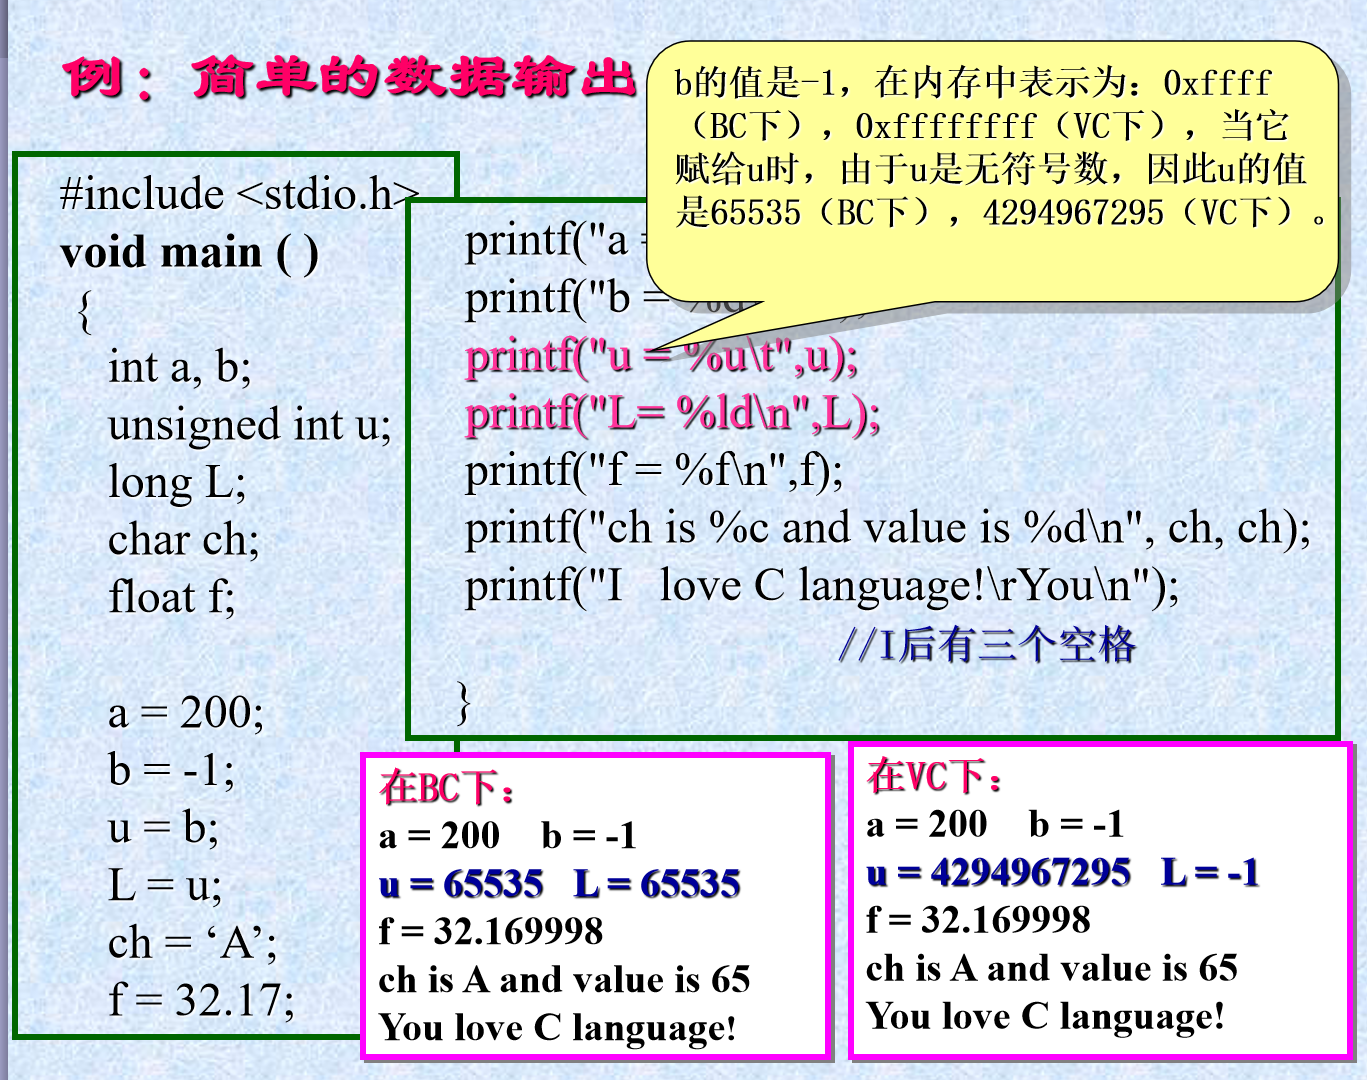 例：简单的数据输出
b的值是-1，在内存中表示为：0xffff
（BC下），0xffffffff（VC下），当它
赋给u时，由于u是无符号数，因此u的值
是65535（BC下），4294967295（VC下）。
#include <stdio.h>
void main ( )
{
int a, b;
unsigned int u;
long L;
char ch;
float f;
a = 200;
b = -1;
u = b;
L = u;
ch = ‘A’;
f = 32.17;
printf("a =
printf("b = %d
printf("u = %u\t",u);
printf("L= %ld\n",L);
printf("f = %f\n",f);
printf("ch is %c and value is %d\n", ch, ch);
printf("I   love C language!\rYou\n");
//I后有三个空格
}
在BC下：
a = 200    b = -1
u = 65535   L = 65535
f = 32.169998
ch is A and value is 65
You love C language!
在VC下：
a = 200    b = -1
u = 4294967295   L = -1
f = 32.169998
ch is A and value is 65
You love C language!